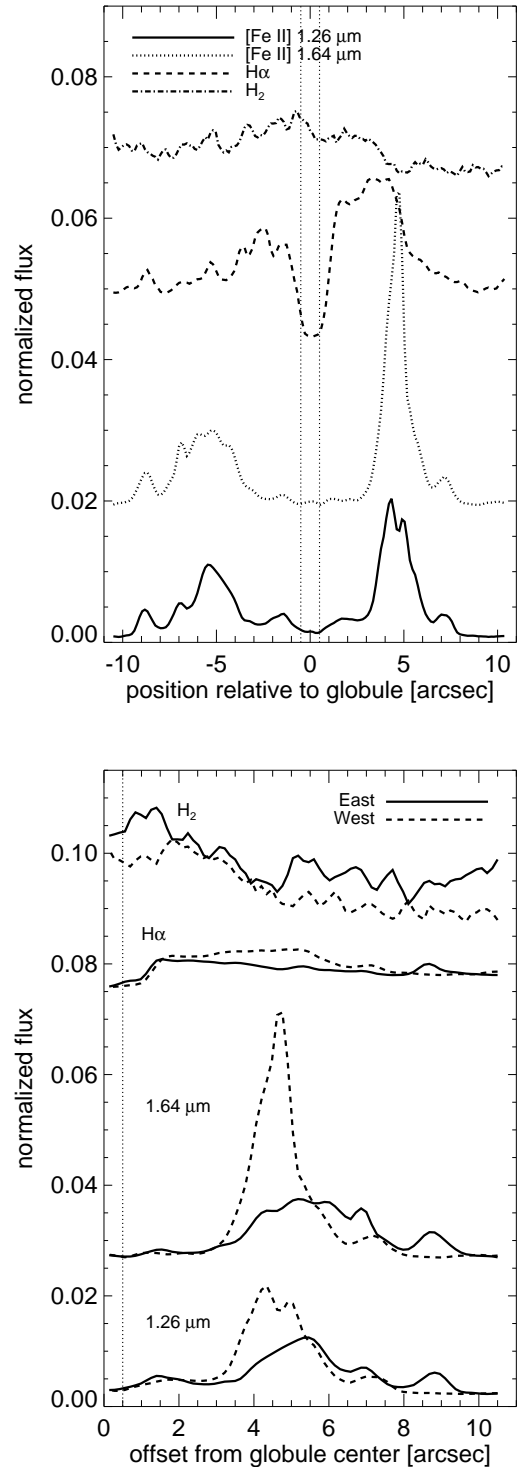 [Fe II] 1.26 μm
[Fe II] 1.64 μm
Hα
H₂
0.08
0.06
0.04
0.02
0.00
normalized flux
-10 -5 0 5 10
position relative to globule [arcsec]
East
West
H₂
Hα
1.64 μm
1.26 μm
0.10
0.08
0.06
0.04
0.02
0.00
normalized flux
0 2 4 6 8 10
offset from globule center [arcsec]